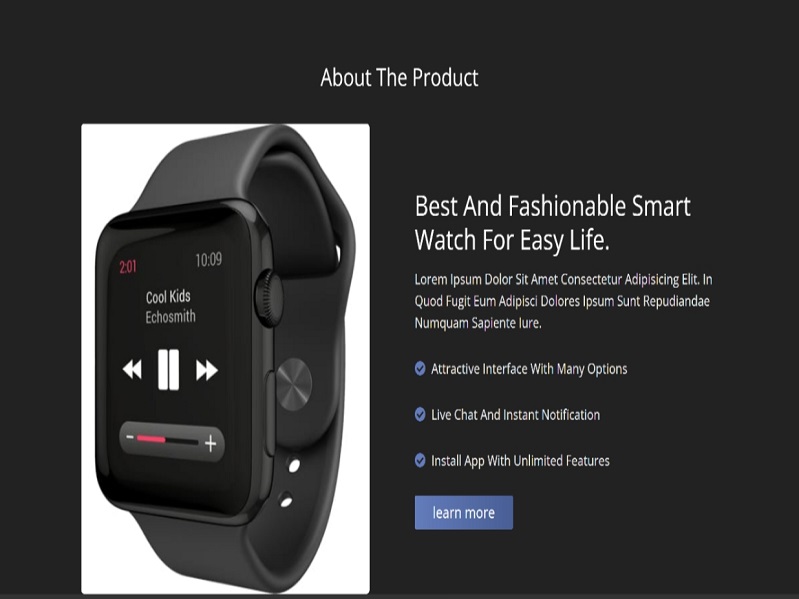 About The Product
Best And Fashionable Smart
Watch For Easy Life.
Lorem Ipsum Dolor Sit Amet Consectetur Adipisicing Elit. In
Quod Fugit Eum Adipisci Dolores Ipsum Sunt Repudiandae
Numquam Sapiente Iure.
Attractive Interface With Many Options
Live Chat And Instant Notification
Install App With Unlimited Features
learn more
2:01 10:09
Cool Kids
Echosmith